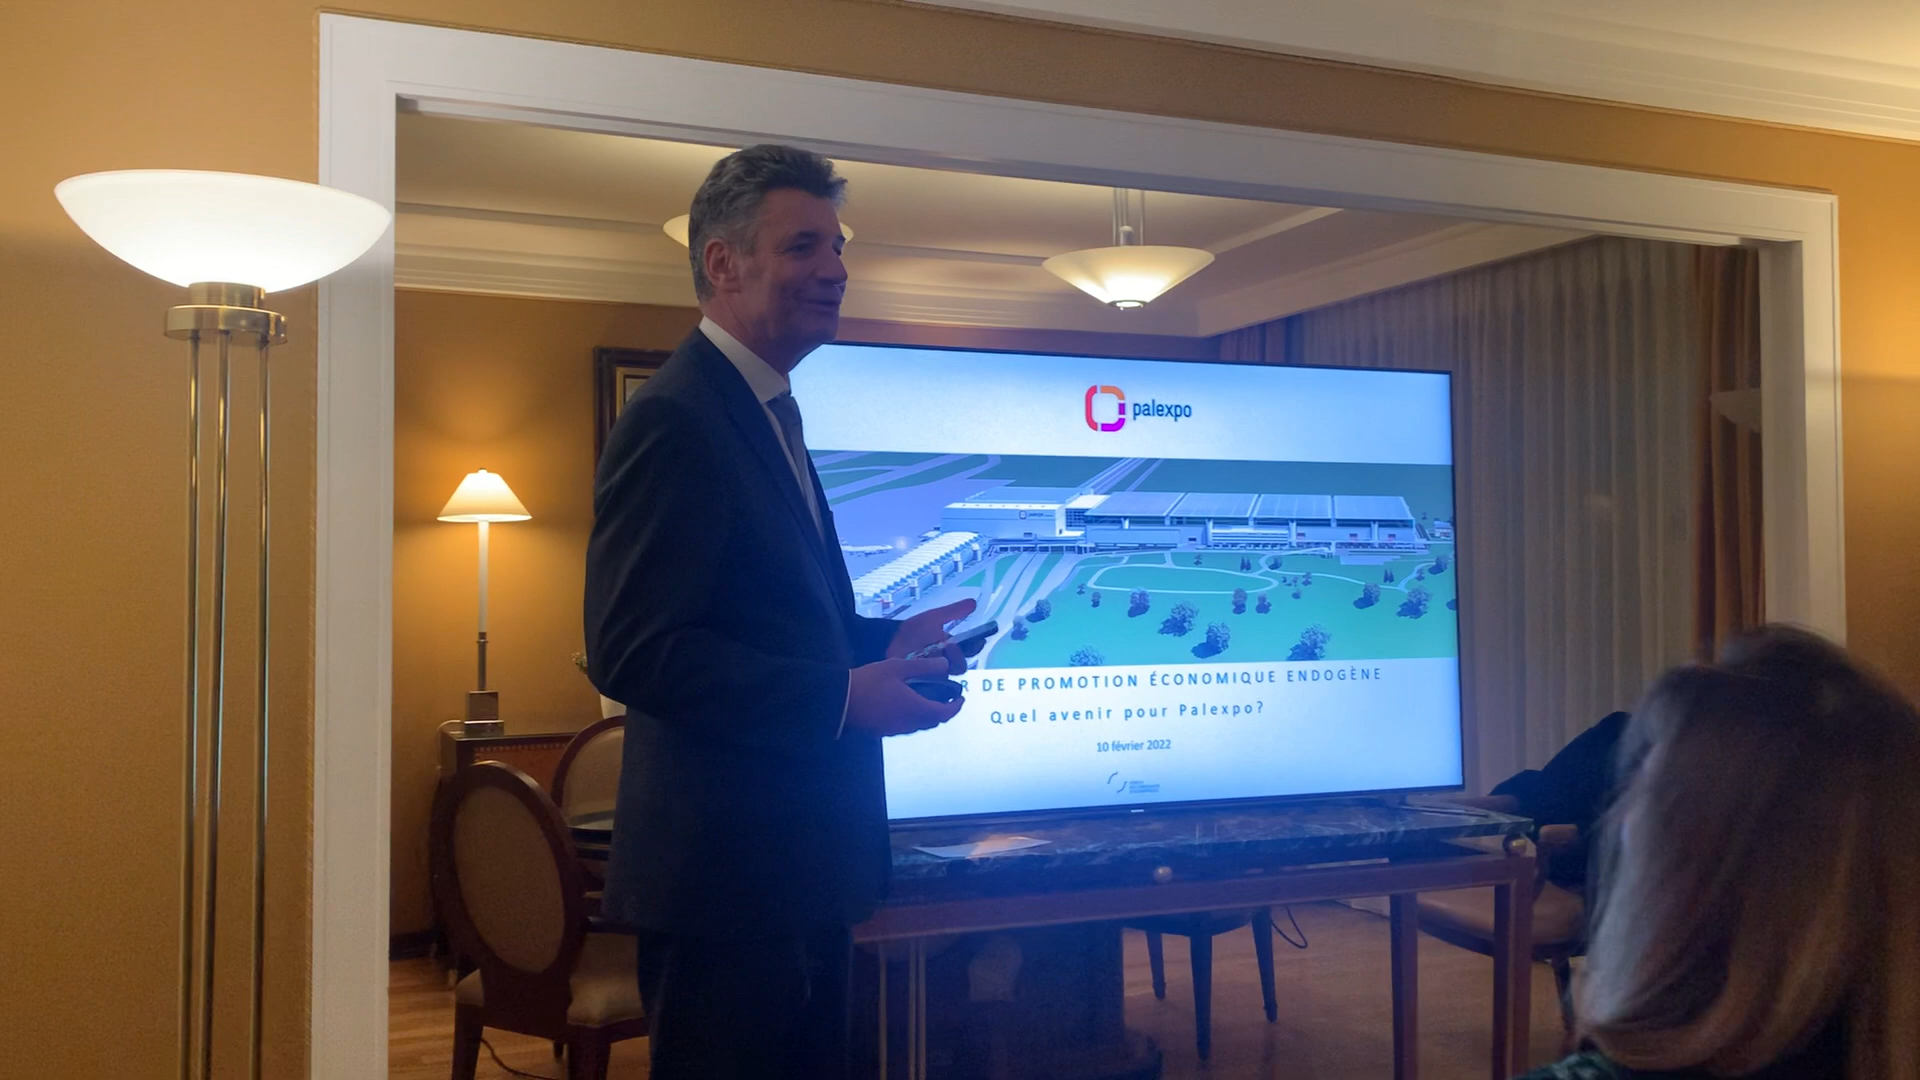 palexpo
R DE PROMOTION ÉCONOMIQUE ENDOGÈNE
Quel avenir pour Palexpo?
10 février 2022